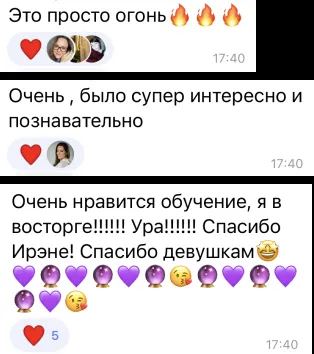 Это просто огонь🔥🔥🔥
17:40
Очень , было супер интересно и
познавательно
17:40
Очень нравится обучение, я в
восторге!!!!!! Ура!!!!!! Спасибо
Ирэне! Спасибо девушкам🤩
💜🔮💜🔮💜🔮😘🔮💜🔮💜
🔮💜😘
5
17:40